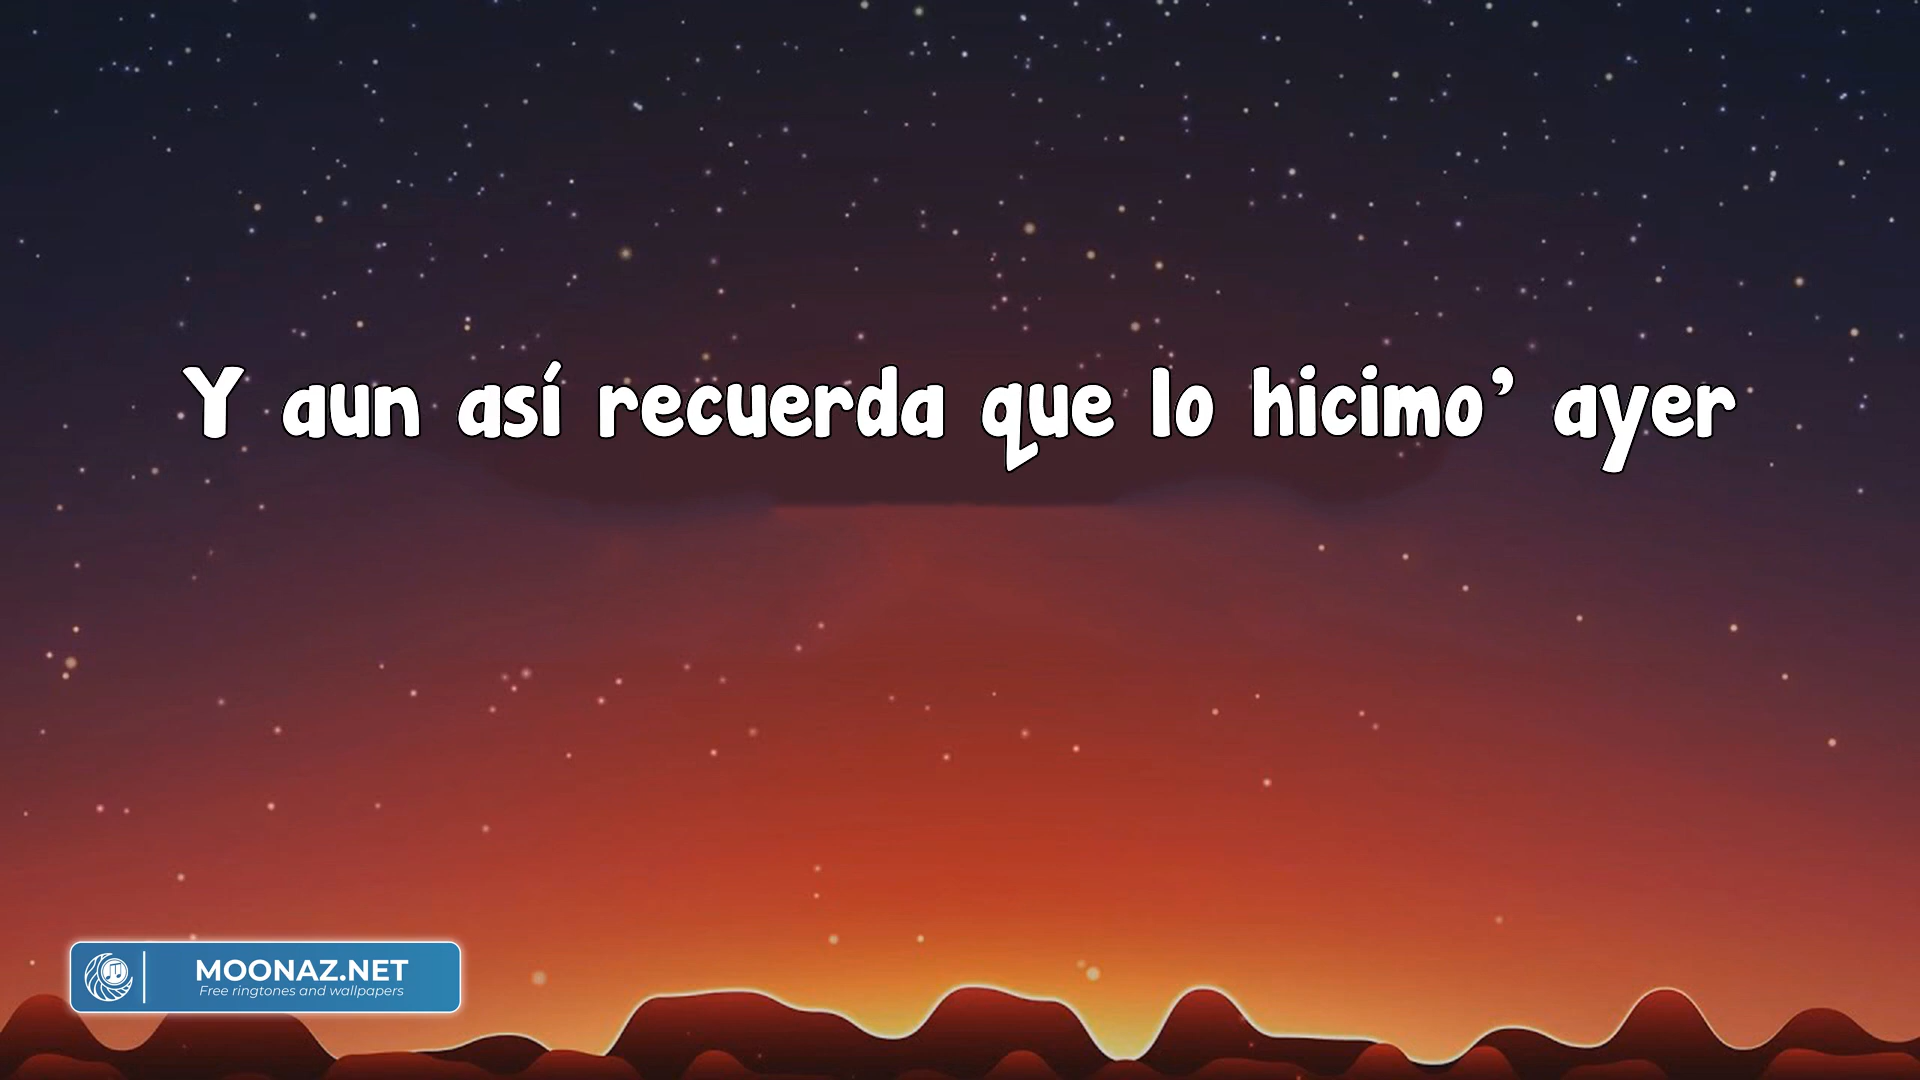 Y aun así recuerda que lo hicimo’ ayer
MOONAZ.NET
Free ringtones and wallpapers